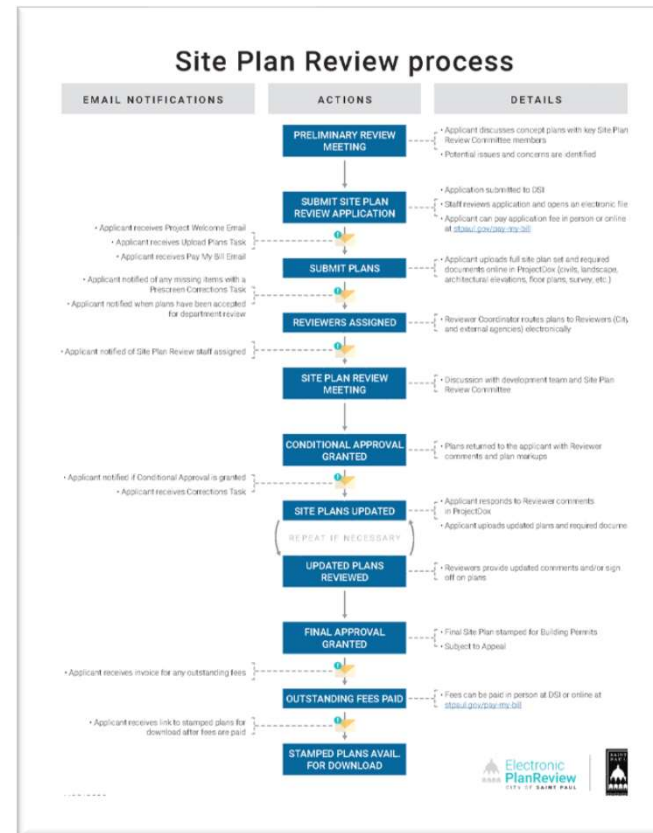 Site Plan Review process
EMAIL NOTIFICATIONS
ACTIONS
DETAILS
PRELIMINARY REVIEW
MEETING
• Applicant discusses concept plans with key Site Plan
Review Committee members
• Potential issues and concerns are identified
SUBMIT SITE PLAN
REVIEW APPLICATION
• Application submitted to DSI
• Staff reviews application and opens an electronic file
• Applicant can pay application fee in person or online
at stpaul.gov/pay-my-bill
• Applicant receives Project Welcome Email
• Applicant receives Upload Plans Task
• Applicant receives Pay My Bill Email
SUBMIT PLANS
• Applicant uploads full site plan set and required
documents online in ProjectDox (civils, landscape,
architectural elevations, floor plans, survey, etc.)
• Applicant notified of any missing items with a
Prescreen Corrections Task
• Applicant notified when plans have been accepted
for department review
REVIEWERS ASSIGNED
• Reviewer Coordinator routes plans to Reviewers (City
and external agencies) electronically
• Applicant notified of Site Plan Review staff assigned
SITE PLAN REVIEW
MEETING
• Discussion with development team and Site Plan
Review Committee
CONDITIONAL APPROVAL
GRANTED
• Plans returned to the applicant with Reviewer
comments and plan markups
• Applicant notified if Conditional Approval is granted
• Applicant receives Corrections Task
SITE PLANS UPDATED
• Applicant responds to Reviewer comments
in ProjectDox
• Applicant uploads updated plans and required docume
REPEAT IF NECESSARY
UPDATED PLANS
REVIEWED
• Reviewers provide updated comments and/or sign
off on plans
FINAL APPROVAL
GRANTED
• Final Site Plan stamped for Building Permits
• Subject to Appeal
• Applicant receives invoice for any outstanding fees
OUTSTANDING FEES PAID
• Fees can be paid in person at DSI or online at
stpaul.gov/pay-my-bill
• Applicant receives link to stamped plans for
download after fees are paid
STAMPED PLANS AVAIL.
FOR DOWNLOAD
Electronic
PlanReview
CITY OF SAINT PAUL
SAINT
PAUL